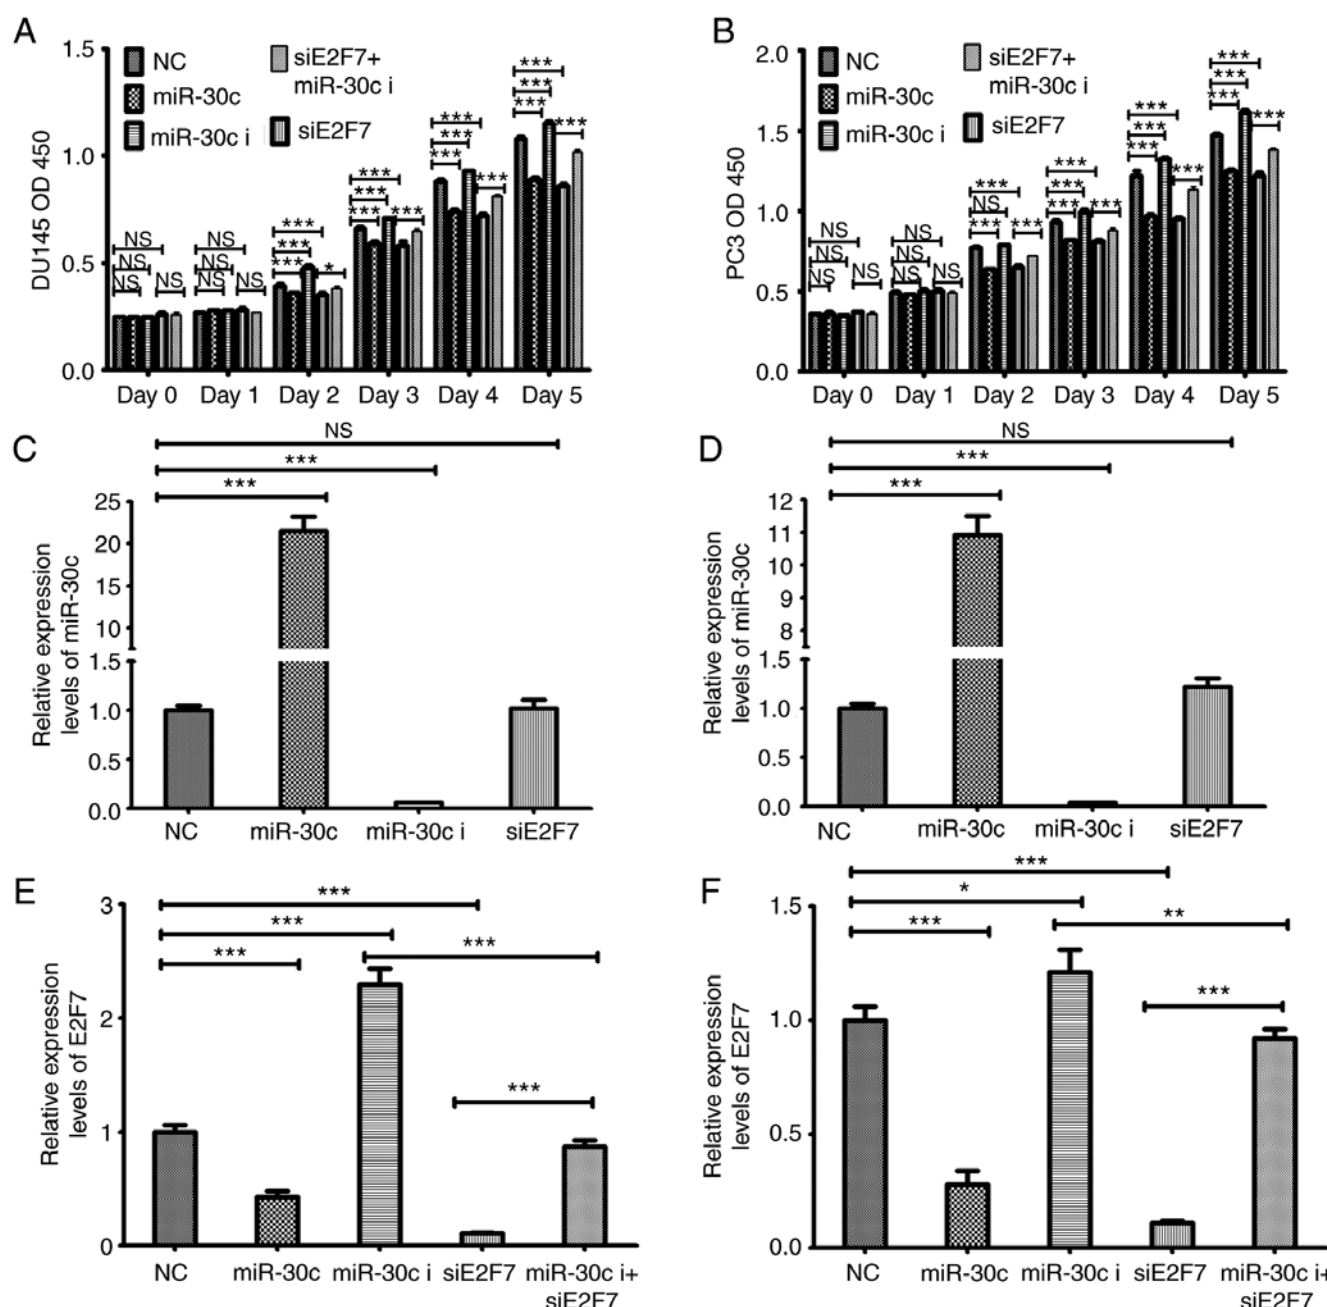 A
1.5
1.0
0.5
0.0
DU145 OD 450
NC
miR-30c
miR-30c i
siE2F7+
miR-30c i
siE2F7
NS
NS
NS
NS
NS
NS
NS
NS
***
***
***
*
***
***
***
***
***
***
***
***
***
***
***
***
Day 0
Day 1
Day 2
Day 3
Day 4
Day 5
B
2.0
1.5
1.0
0.5
0.0
PC3 OD 450
NC
miR-30c
miR-30c i
siE2F7+
miR-30c i
siE2F7
NS
NS
NS
NS
NS
NS
NS
NS
***
NS
***
***
***
***
***
***
***
***
***
***
***
***
***
***
Day 0
Day 1
Day 2
Day 3
Day 4
Day 5
C
NS
***
***
25
20
15
10
5
1.5
1.0
0.5
0.0
Relative expression
levels of miR-30c
NC
miR-30c
miR-30c i
siE2F7
D
NS
***
***
12
11
10
9
8
7
6
5
1.5
1.0
0.5
0.0
Relative expression
levels of miR-30c
NC
miR-30c
miR-30c i
siE2F7
E
***
***
***
***
***
3
2
1
0
Relative expression
levels of E2F7
NC
miR-30c
miR-30c i
siE2F7
miR-30c i+
siE2F7
F
***
*
**
***
***
1.5
1.0
0.5
0.0
Relative expression
levels of E2F7
NC
miR-30c
miR-30c i
siE2F7
miR-30c i+
siE2F7